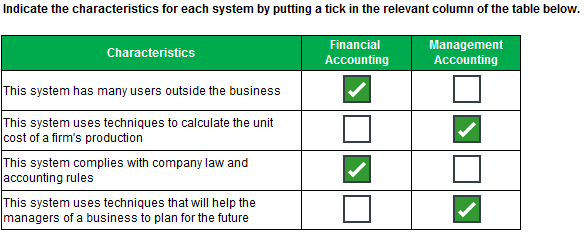 Indicate the characteristics for each system by putting a tick in the relevant column of the table below.
Characteristics
Financial
Accounting
Management
Accounting
This system has many users outside the business
This system uses techniques to calculate the unit
cost of a firm's production
This system complies with company law and
accounting rules
This system uses techniques that will help the
managers of a business to plan for the future